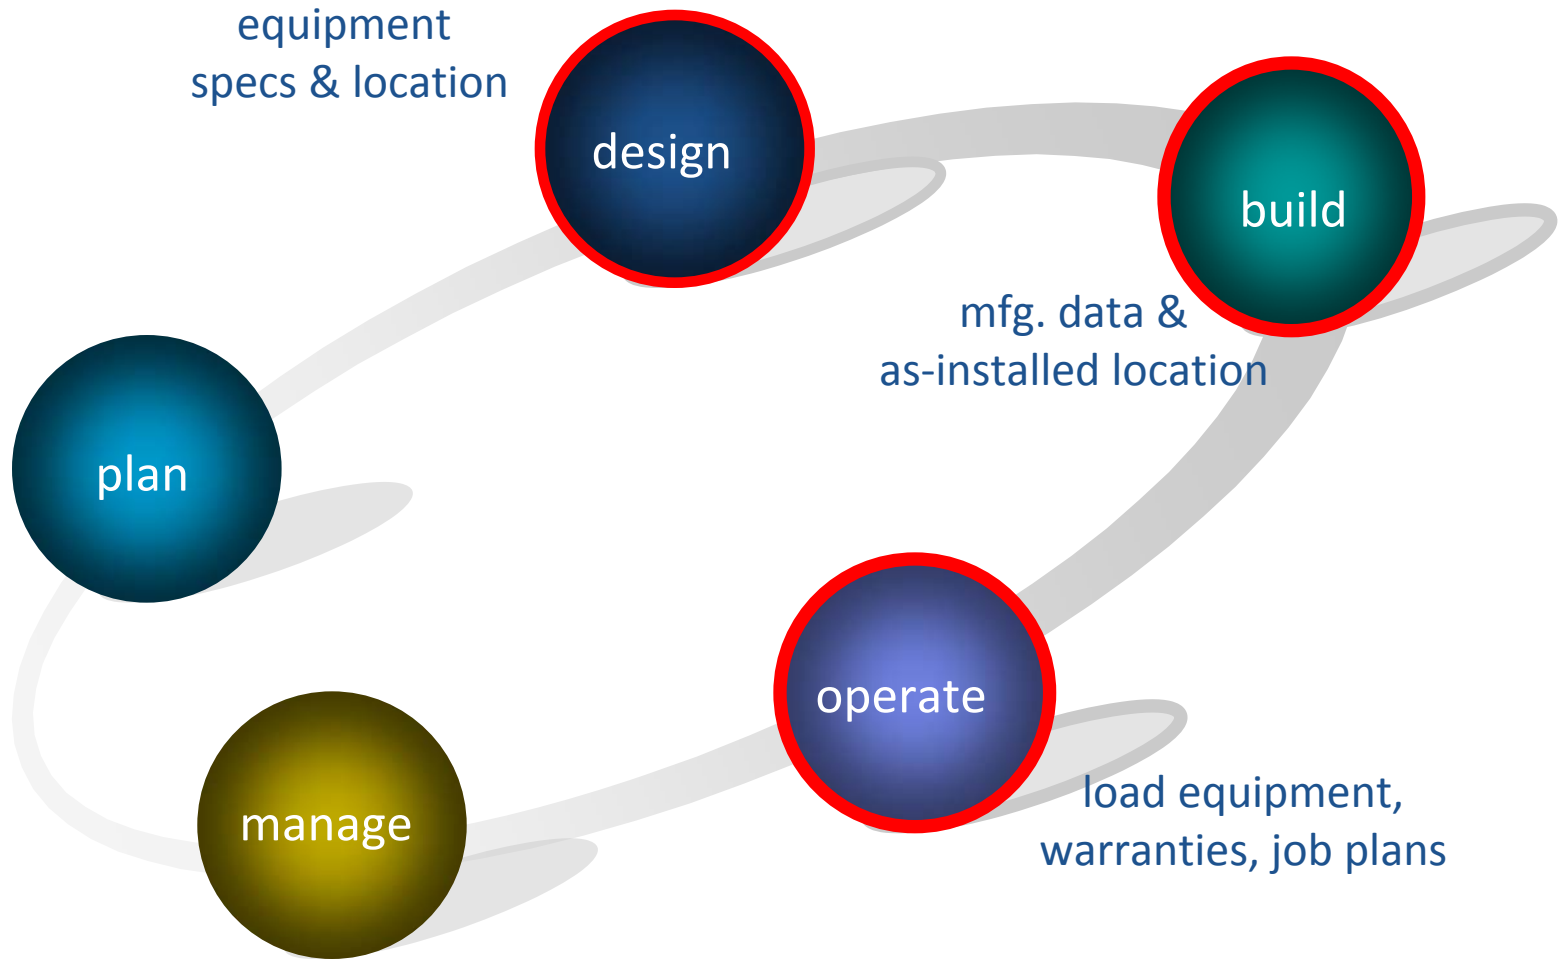 equipment
specs & location
design
build
mfg. data &
as-installed location
plan
operate
load equipment,
warranties, job plans
manage